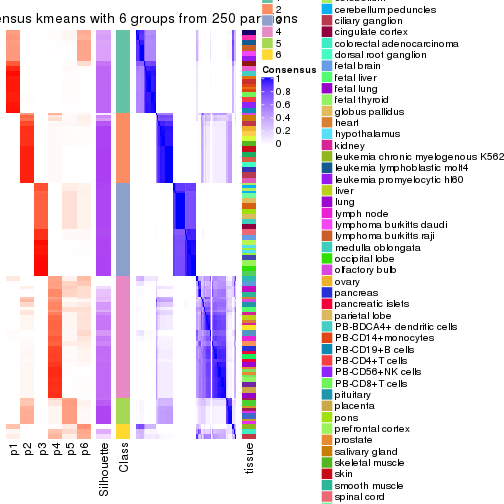 nsus kmeans with 6 groups from 250 par
2
4
5
6
Consensus
1
0.8
0.6
0.4
0.2
0
p1
p2
p3
p4
p5
p6
Silhouette
Class
tissue
cerebellum peduncles
ciliary ganglion
cingulate cortex
colorectal adenocarcinoma
dorsal root ganglion
fetal brain
fetal liver
fetal lung
fetal thyroid
globus pallidus
heart
hypothalamus
kidney
leukemia chronic myelogenous K562
leukemia lymphoblastic molt4
leukemia promyelocytic hl60
liver
lung
lymph node
lymphoma burkitts daudi
lymphoma burkitts raji
medulla oblongata
occipital lobe
olfactory bulb
ovary
pancreas
pancreatic islets
parietal lobe
PB-BDCA4+ dendritic cells
PB-CD14+monocytes
PB-CD19+B cells
PB-CD4+T cells
PB-CD56+NK cells
PB-CD8+T cells
pituitary
placenta
pons
prefrontal cortex
prostate
salivary gland
skeletal muscle
skin
smooth muscle
spinal cord